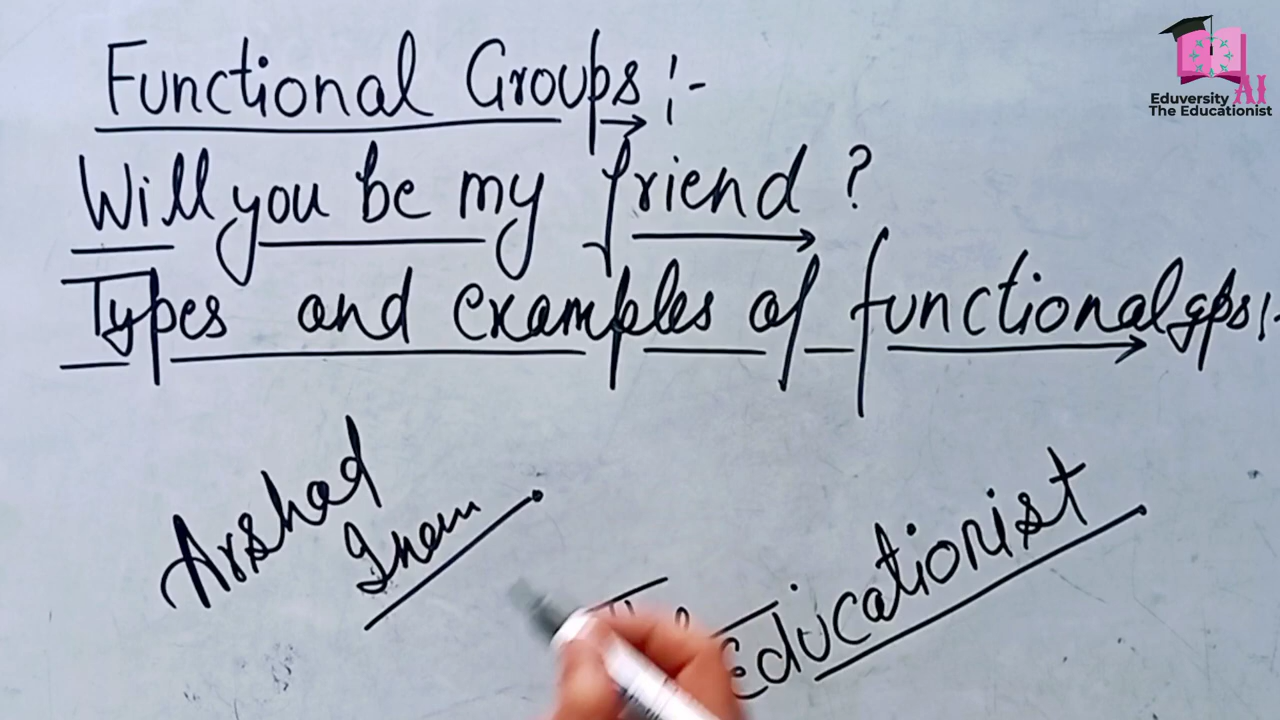 Functional Groups:-
Will you be my friend?
Types and examples of functional gps:-
Arshad
Inam
Educationist
Eduversity AI
The Educationist